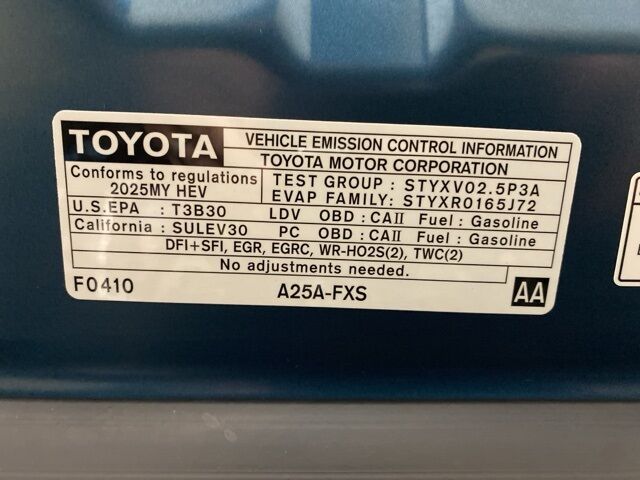 TOYOTA
VEHICLE EMISSION CONTROL INFORMATION
TOYOTA MOTOR CORPORATION
Conforms to regulations
2025MY HEV
TEST GROUP : STYXV02.5P3A
EVAP FAMILY: STYXR0165J72
U.S.EPA : T3B30 LDV OBD : CAII Fuel : Gasoline
California : SULEV30 PC OBD : CAII Fuel : Gasoline
DFI+SFI, EGR, EGRC, WR-HO2S(2), TWC(2)
No adjustments needed.
F0410 A25A-FXS AA